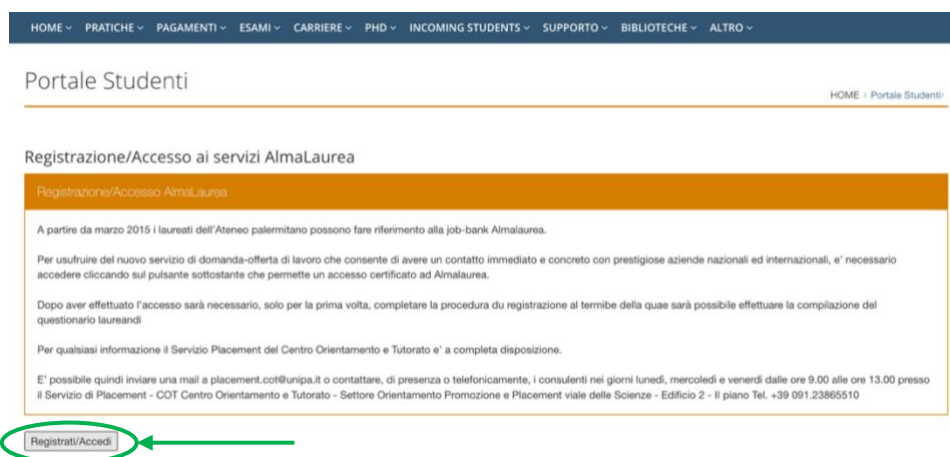 HOME PRATICHE PAGAMENTI ESAMI CARRIERE PHD INCOMING STUDENTS SUPPORTO BIBLIOTECHE ALTRO
Portale Studenti
HOME > Portale Studenti>
Registrazione/Accesso ai servizi AlmaLaurea
Registrazione/Accesso AlmaLaurea
A partire da marzo 2015 i laureati dell'Ateneo palermitano possono fare riferimento alla job-bank Almalaurea.
Per usufruire del nuovo servizio di domanda-offerta di lavoro che consente di avere un contatto immediato e concreto con prestigiose aziende nazionali ed internazionali, e' necessario
accedere cliccando sul pulsante sottostante che permette un accesso certificato ad Almalaurea.
Dopo aver effettuato l'accesso sarà necessario, solo per la prima volta, completare la procedura du registrazione al termibe della quae sarà possibile effettuare la compilazione del
questionario laureandi
Per qualsiasi informazione il Servizio Placement del Centro Orientamento e Tutorato e' a completa disposizione.
E' possibile quindi inviare una mail a placement.cot@unipa.it o contattare, di presenza o telefonicamente, i consulenti nei giorni lunedì, mercoledì e venerdì dalle ore 9.00 alle ore 13.00 presso
il Servizio di Placement - COT Centro Orientamento e Tutorato - Settore Orientamento Promozione e Placement viale delle Scienze - Edificio 2 - II piano Tel. +39 091.23865510
Registrati/Accedi